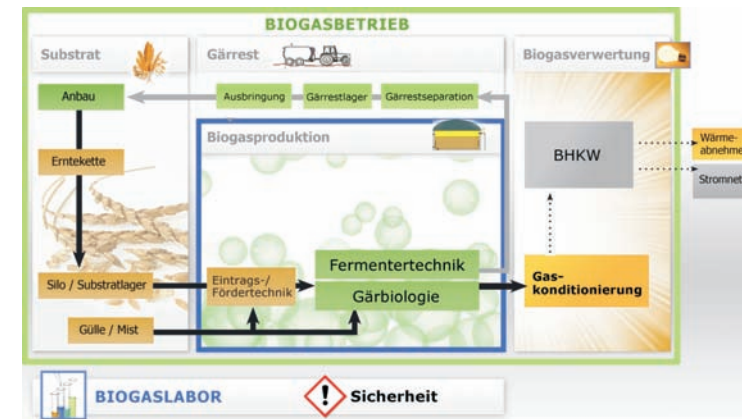 BIOGASBETRIEB
Substrat
Gärrest
Biogasverwertung
Anbau
Ausbringung
Gärrestlager
Gärrestseparation
Biogasproduktion
Erntekette
BHKW
Wärme-
abnehme
Stromnet
Fermentertechnik
Silo / Substratlager
Eintrags-/
Fördertechnik
Gärbiologie
Gas-
konditionierung
Gülle / Mist
BIOGASLABOR
! Sicherheit